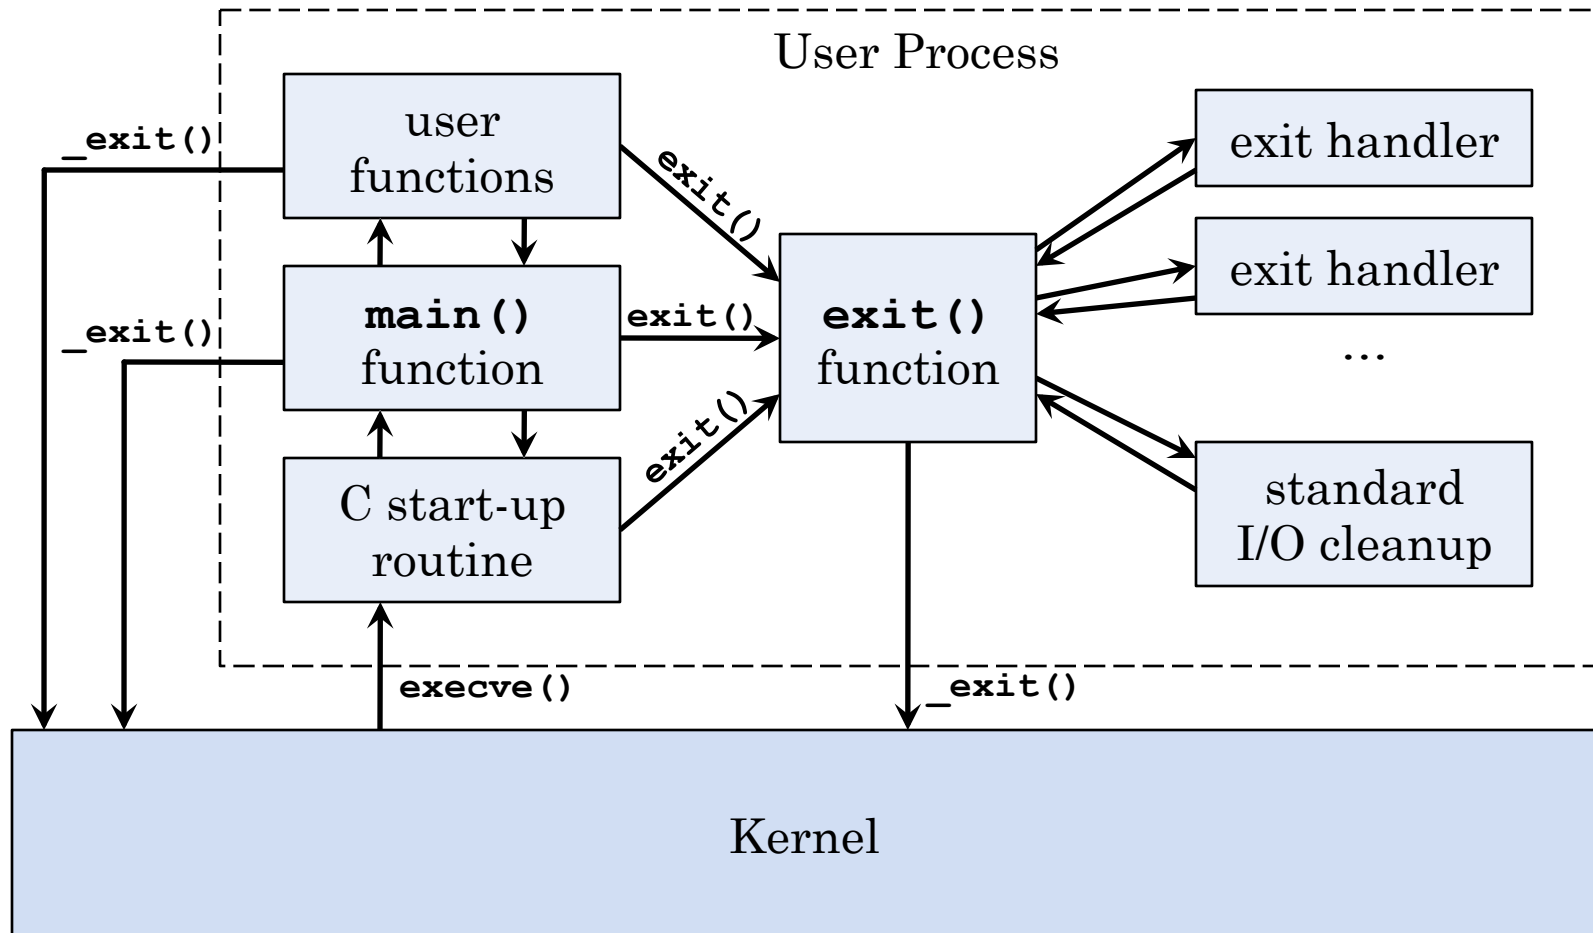 User Process
_exit()
user
functions
exit()
exit handler
exit handler
...
_exit()
main()
function
exit()
exit()
function
exit()
C start-up
routine
standard
I/O cleanup
execve()
_exit()
Kernel